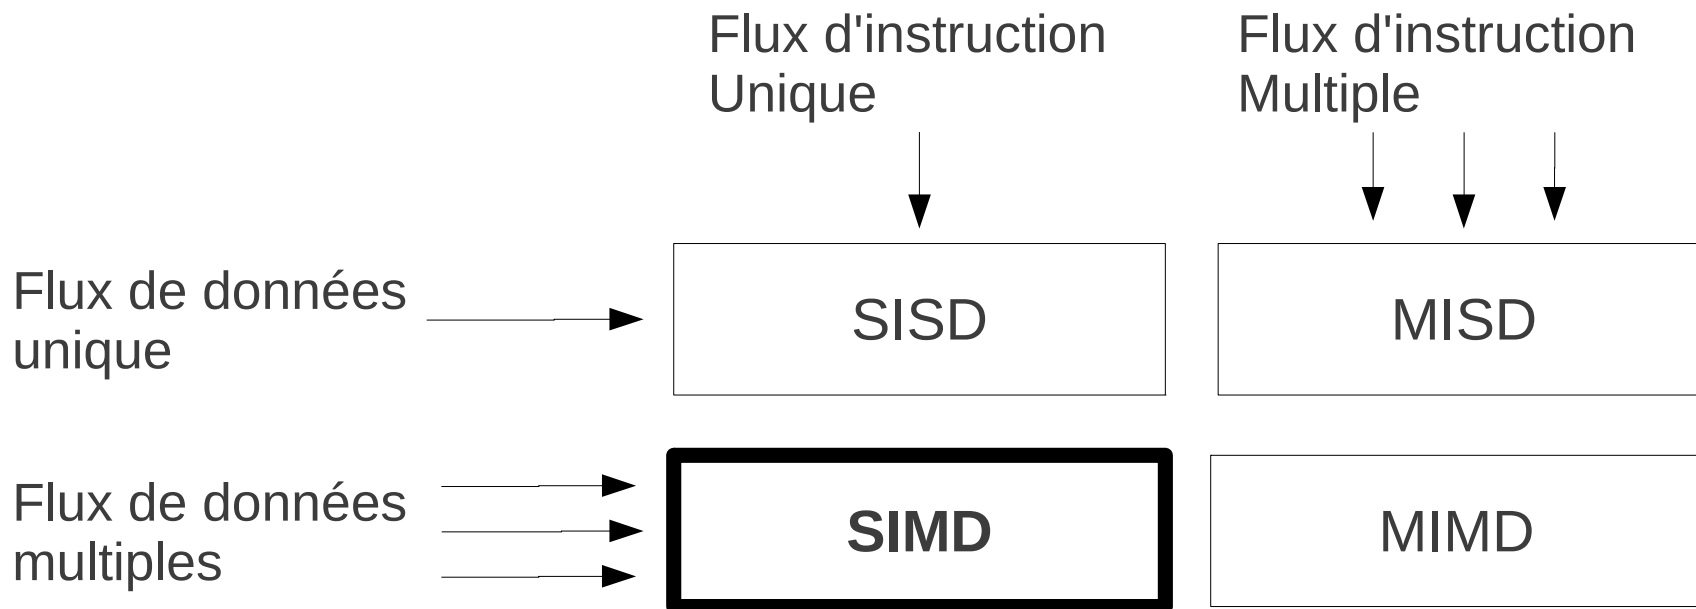 Flux d'instruction
Unique
Flux d'instruction
Multiple
Flux de données
unique
SISD
MISD
Flux de données
multiples
SIMD
MIMD